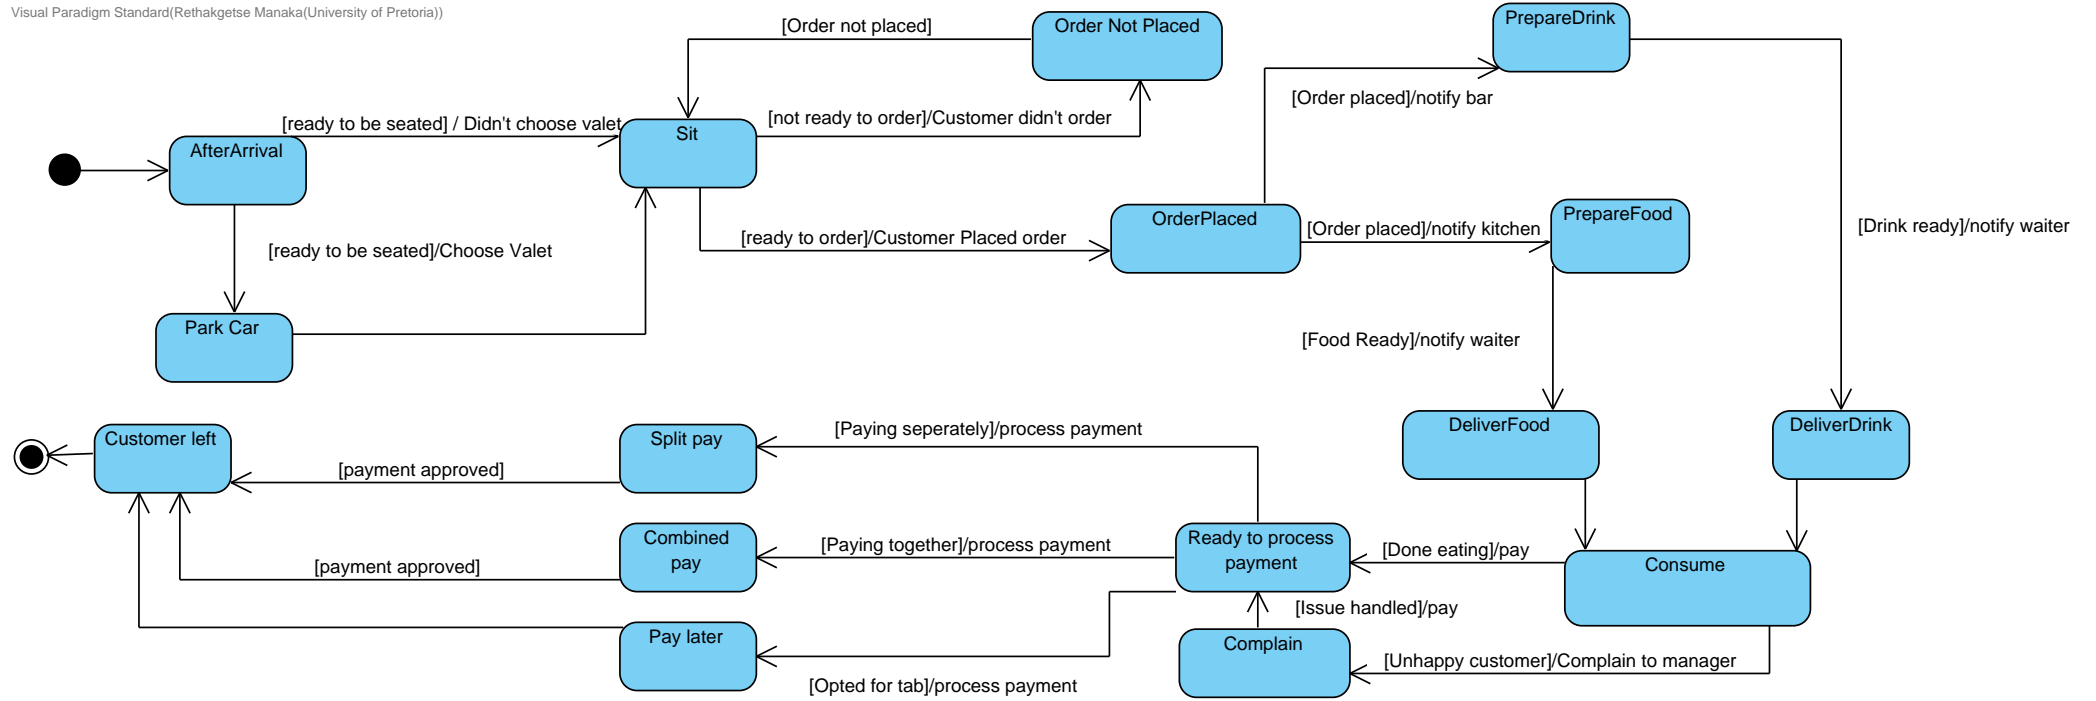 Visual Paradigm Standard(Rethakgetse Manaka(University of Pretoria))
[Order not placed]
Order Not Placed
PrepareDrink
[Order placed]/notify bar
[ready to be seated] / Didn't choose valet
Sit
[not ready to order]/Customer didn't order
AfterArrival
OrderPlaced
PrepareFood
[Order placed]/notify kitchen
[Drink ready]/notify waiter
[ready to order]/Customer Placed order
[ready to be seated]/Choose Valet
Park Car
[Food Ready]/notify waiter
Customer left
Split pay
[Paying seperately]/process payment
DeliverFood
DeliverDrink
[payment approved]
Combined
pay
[Paying together]/process payment
Ready to process
payment
[Done eating]/pay
Consume
[payment approved]
[Issue handled]/pay
Pay later
Complain
[Unhappy customer]/Complain to manager
[Opted for tab]/process payment